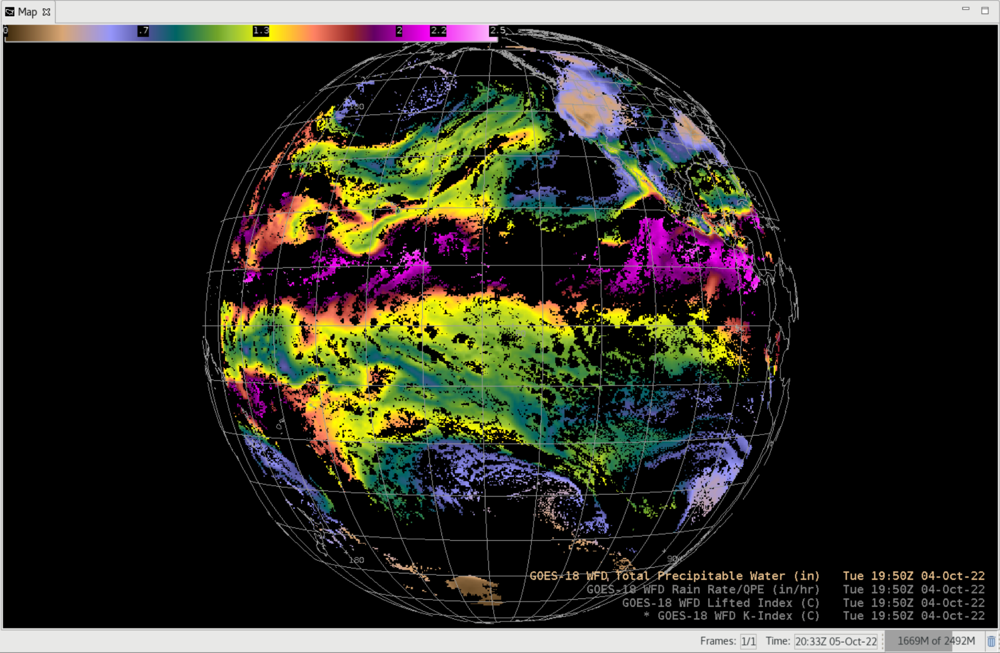 Map
0 .7 1.3 2 2.2 2.5
180
180
GOES-18 WFD Total Precipitable Water (in) Tue 19:50Z 04-Oct-22
GOES-18 WFD Rain Rate/QPE (in/hr) Tue 19:50Z 04-Oct-22
GOES-18 WFD Lifted Index (C) Tue 19:50Z 04-Oct-22
* GOES-18 WFD K-Index (C) Tue 19:50Z 04-Oct-22
Frames: 1/1 Time: 20:33Z 05-Oct-22 1669M of 2492M